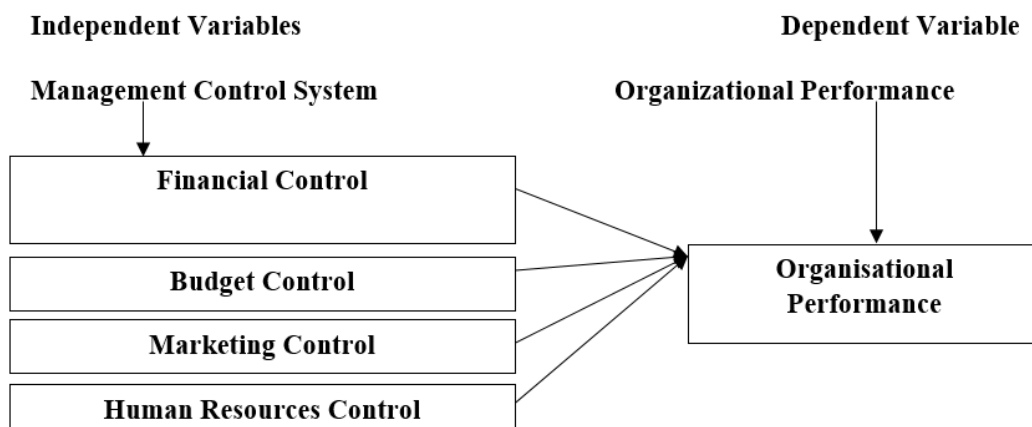 Independent Variables
Dependent Variable
Management Control System
Organizational Performance
Financial Control
Budget Control
Marketing Control
Human Resources Control
Organisational
Performance